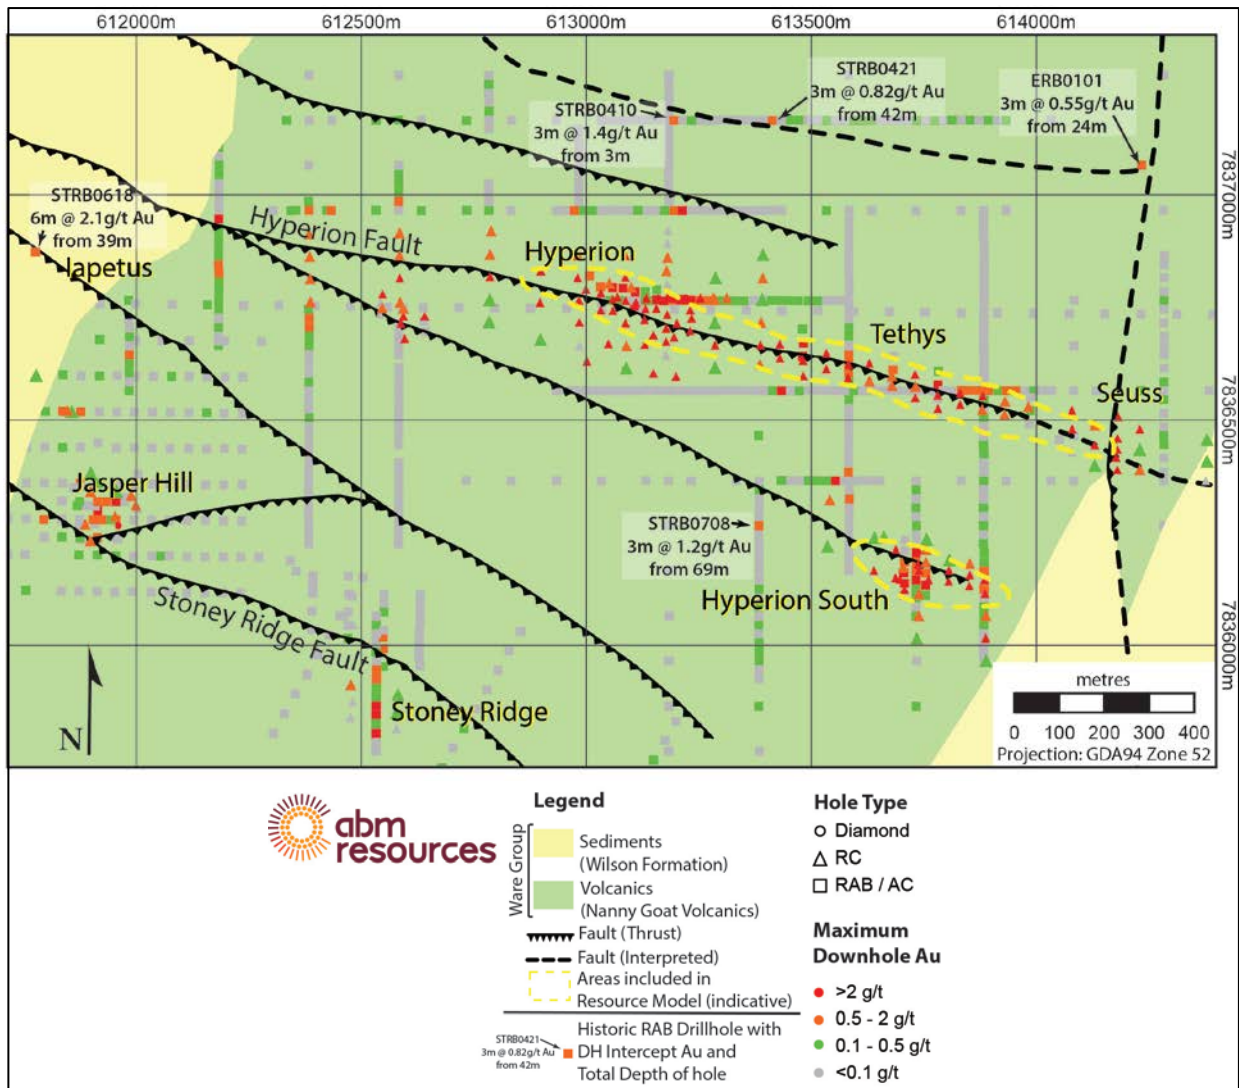 612000m
612500m
613000m
613500m
614000m
STRB0421
3m @ 0.82g/t Au
from 42m
ERB0101
3m @ 0.55g/t Au
from 24m
STRB0410
3m @ 1.4g/t Au
from 3m
7837000m
STRB0618
6m @ 2.1g/t Au
from 39m
Iapetus
Hyperion Fault
Hyperion
Tethys
Seuss
7836500m
Jasper Hill
STRB0708
3m @ 1.2g/t Au
from 69m
Hyperion South
Stoney Ridge Fault
7836000m
Stoney Ridge
N
metres
0 100 200 300 400
Projection: GDA94 Zone 52
abm
resources
Legend
Ware Group
Sediments
(Wilson Formation)
Volcanics
(Nanny Goat Volcanics)
Fault (Thrust)
Fault (Interpreted)
Areas included in
Resource Model (indicative)
STRB0421
3m @ 0.82g/t Au
from 42m
Historic RAB Drillhole with
DH Intercept Au and
Total Depth of hole
Hole Type
Diamond
RC
RAB / AC
Maximum
Downhole Au
>2 g/t
0.5 - 2 g/t
0.1 - 0.5 g/t
<0.1 g/t